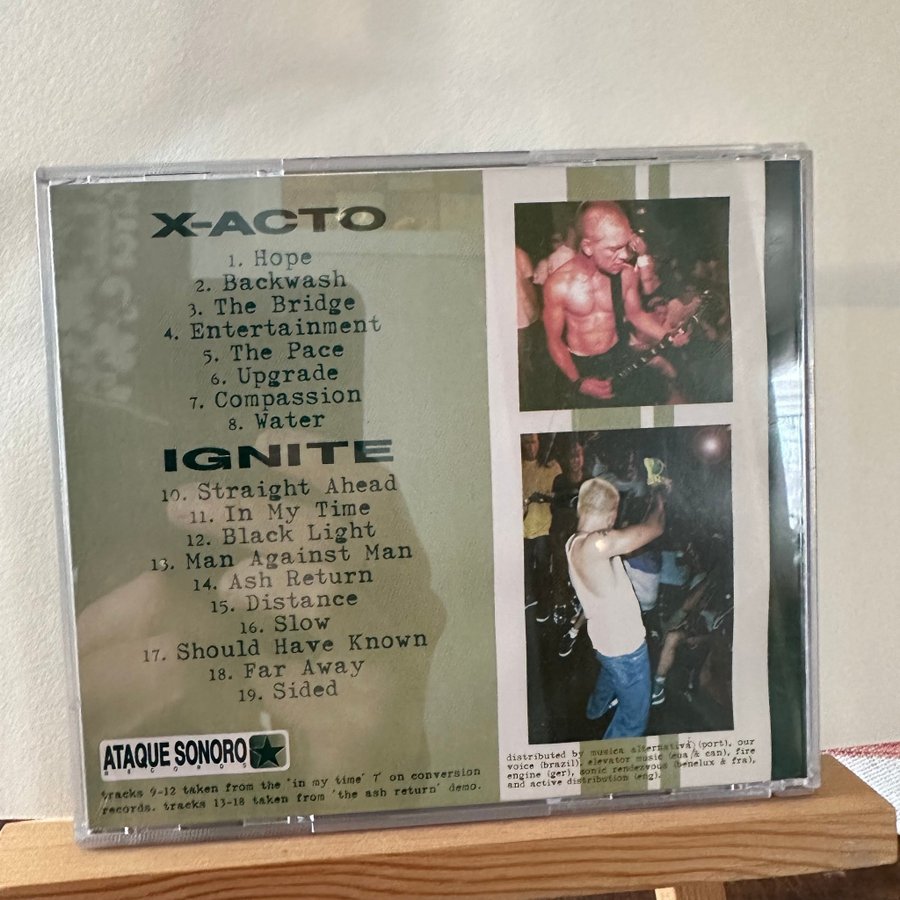 X-ACTO
1. Hope
2. Backwash
3. The Bridge
4. Entertainment
5. The Pace
6. Upgrade
7. Compassion
8. Water
IGNITE
10. Straight Ahead
11. In My Time
12. Black Light
13. Man Against Man
14. Ash Return
15. Distance
16. Slow
17. Should Have Known
18. Far Away
19. Sided
ATAQUE SONORO
RECORDS
tracks 9-12 taken from the 'in my time' 7" on conversion
records. tracks 13-18 taken from 'the ash return' demo.
distributed by musica alternativa (port), our
voice (brazil), elevator music (eua & can), fire
engine (ger), sonic rendezvous (benelux & fra),
and active distribution (eng).